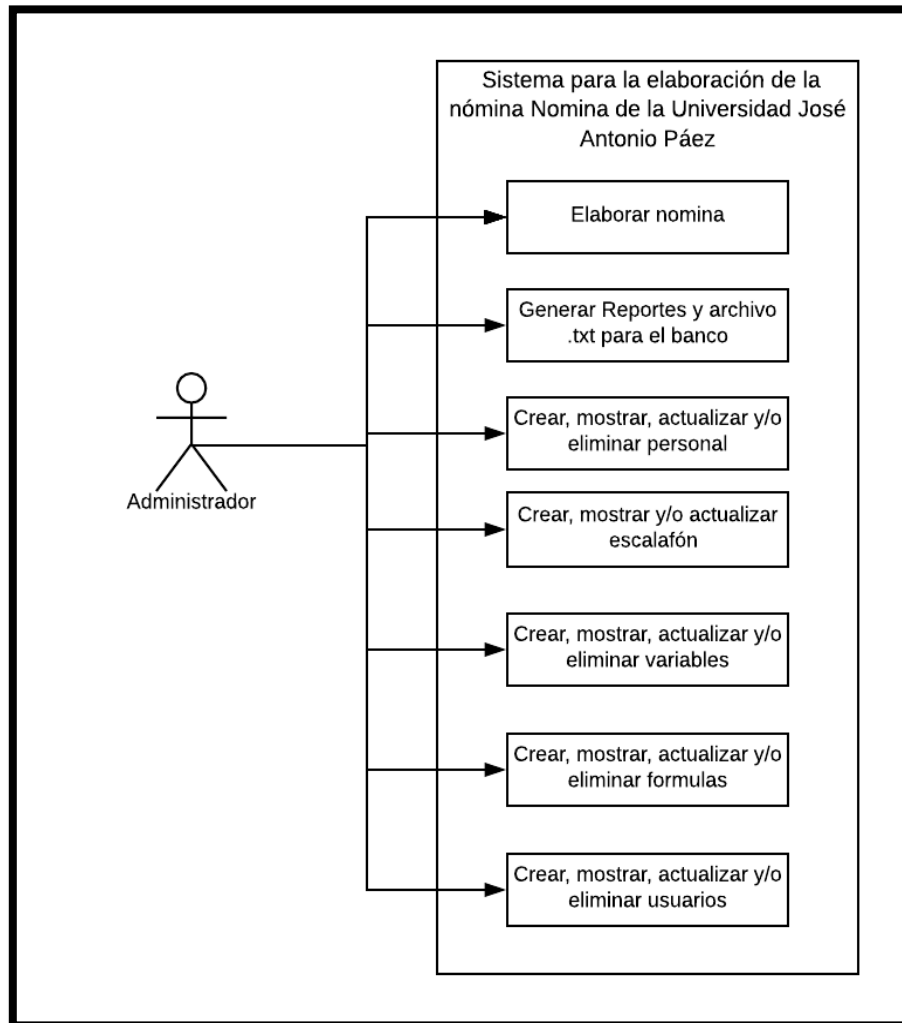 Sistema para la elaboración de la
nómina Nomina de la Universidad José
Antonio Páez
Elaborar nomina
Generar Reportes y archivo
.txt para el banco
Crear, mostrar, actualizar y/o
eliminar personal
Administrador
Crear, mostrar y/o actualizar
escalafón
Crear, mostrar, actualizar y/o
eliminar variables
Crear, mostrar, actualizar y/o
eliminar formulas
Crear, mostrar, actualizar y/o
eliminar usuarios